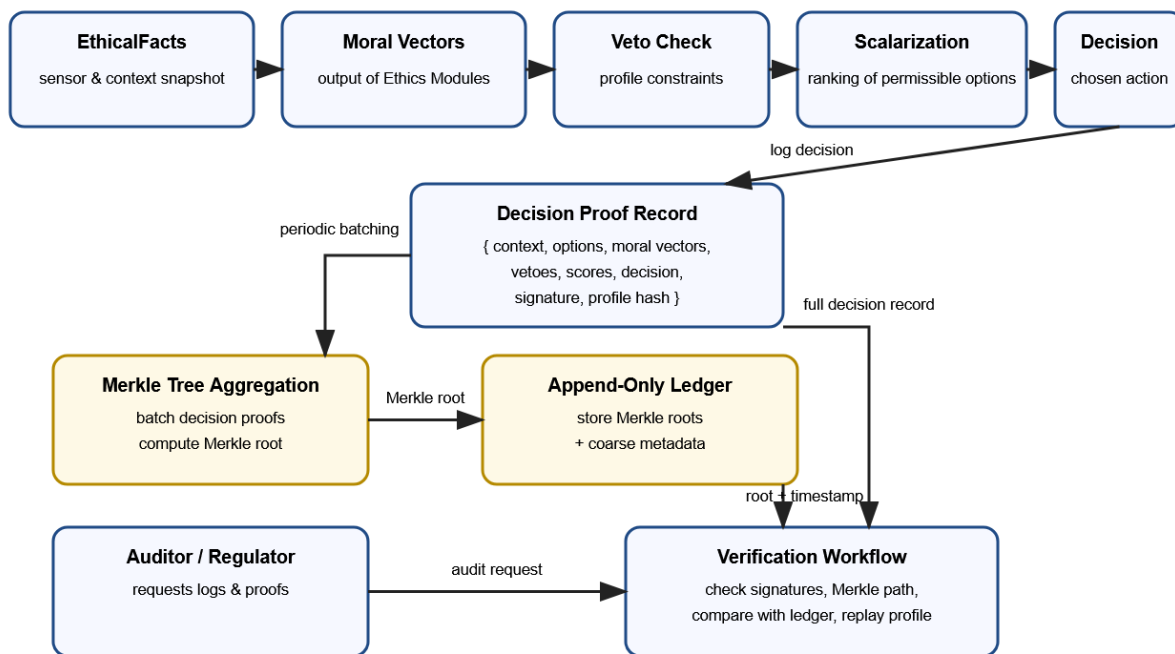 EthicalFacts
sensor & context snapshot
Moral Vectors
output of Ethics Modules
Veto Check
profile constraints
Scalarization
ranking of permissible options
Decision
chosen action
log decision
Decision Proof Record
{ context, options, moral vectors,
vetoes, scores, decision,
signature, profile hash }
periodic batching
full decision record
Merkle Tree Aggregation
batch decision proofs
compute Merkle root
Merkle root
Append-Only Ledger
store Merkle roots
+ coarse metadata
root + timestamp
Auditor / Regulator
requests logs & proofs
audit request
Verification Workflow
check signatures, Merkle path,
compare with ledger, replay profile